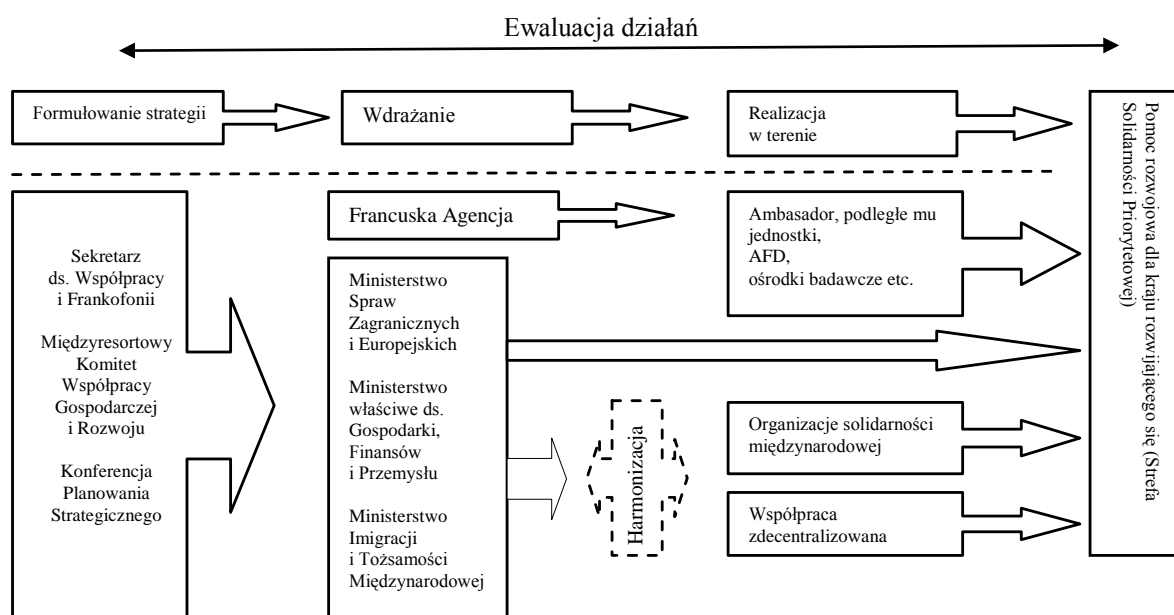 Ewaluacja działań
Formułowanie strategii
Wdrażanie
Realizacja
w terenie
Sekretarz
ds. Współpracy
i Frankofonii
Międzyresortowy
Komitet
Współpracy
Gospodarczej
i Rozwoju
Konferencja
Planowania
Strategicznego
Francuska Agencja
Ministerstwo
Spraw
Zagranicznych
i Europejskich
Ministerstwo
właściwe ds.
Gospodarki,
Finansów
i Przemysłu
Ministerstwo
Imigracji
i Tożsamości
Międzynarodowej
Harmonizacja
Ambasador, podległe mu
jednostki,
AFD,
ośrodki badawcze etc.
Organizacje solidarności
międzynarodowej
Współpraca
zdecentralizowana
Pomoc rozwojowa dla kraju rozwijającego się (Strefa
Solidarności Priorytetowej)